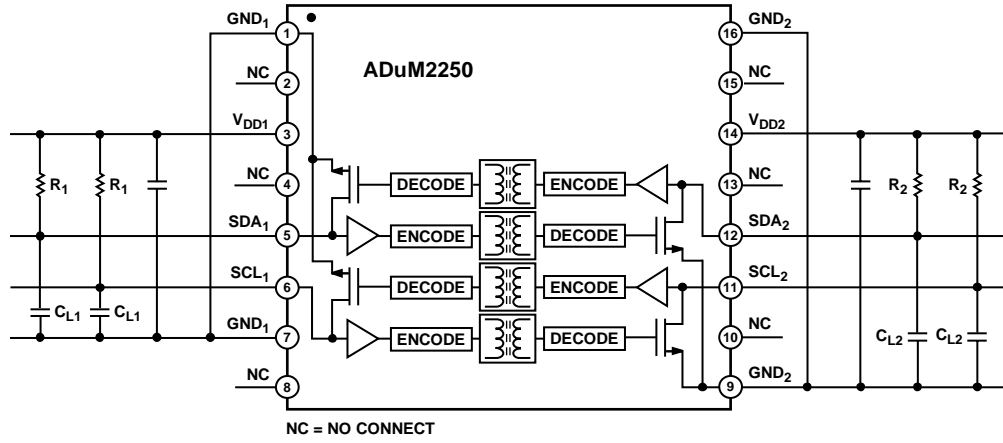 GND1 1 16 GND2
ADuM2250
NC 2 15 NC
VDD1 3 14 VDD2
R1 R1 NC 4 DECODE ENCODE 13 NC R2 R2
SDA1 5 ENCODE DECODE 12 SDA2
SCL1 6 DECODE ENCODE 11 SCL2
CL1 CL1 GND1 7 ENCODE DECODE 10 NC CL2 CL2
NC 8 9 GND2
NC = NO CONNECT